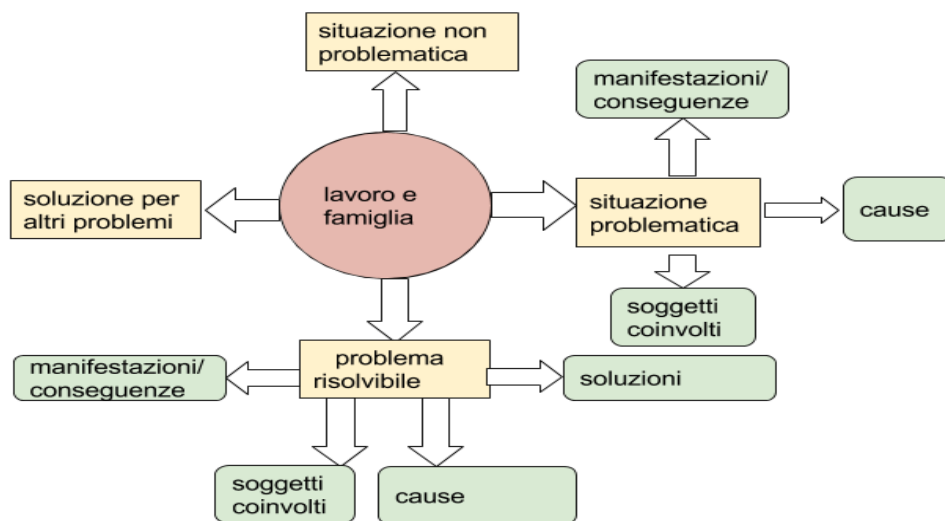 situazione non
problematica
manifestazioni/
conseguenze
lavoro e
famiglia
soluzione per
altri problemi
situazione
problematica
cause
soggetti
coinvolti
problema
risolvibile
manifestazioni/
conseguenze
soluzioni
soggetti
coinvolti
cause